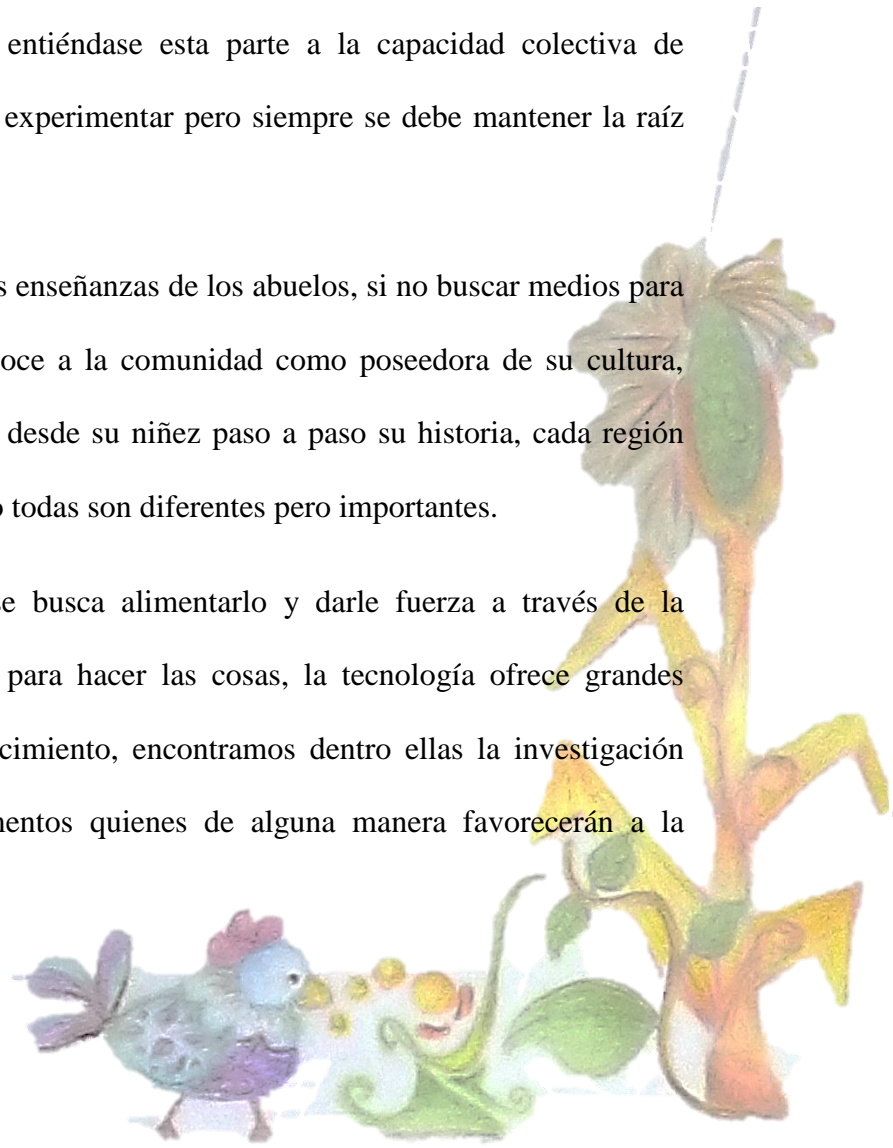 entiéndase esta parte a la capacidad colectiva de
experimentar pero siempre se debe mantener la raíz
enseñanzas de los abuelos, si no buscar medios para
a la comunidad como poseedora de su cultura,
desde su niñez paso a paso su historia, cada región
todas son diferentes pero importantes.
se busca alimentarlo y darle fuerza a través de la
para hacer las cosas, la tecnología ofrece grandes
encontramos dentro ellas la investigación
quienes de alguna manera favorecerán a la